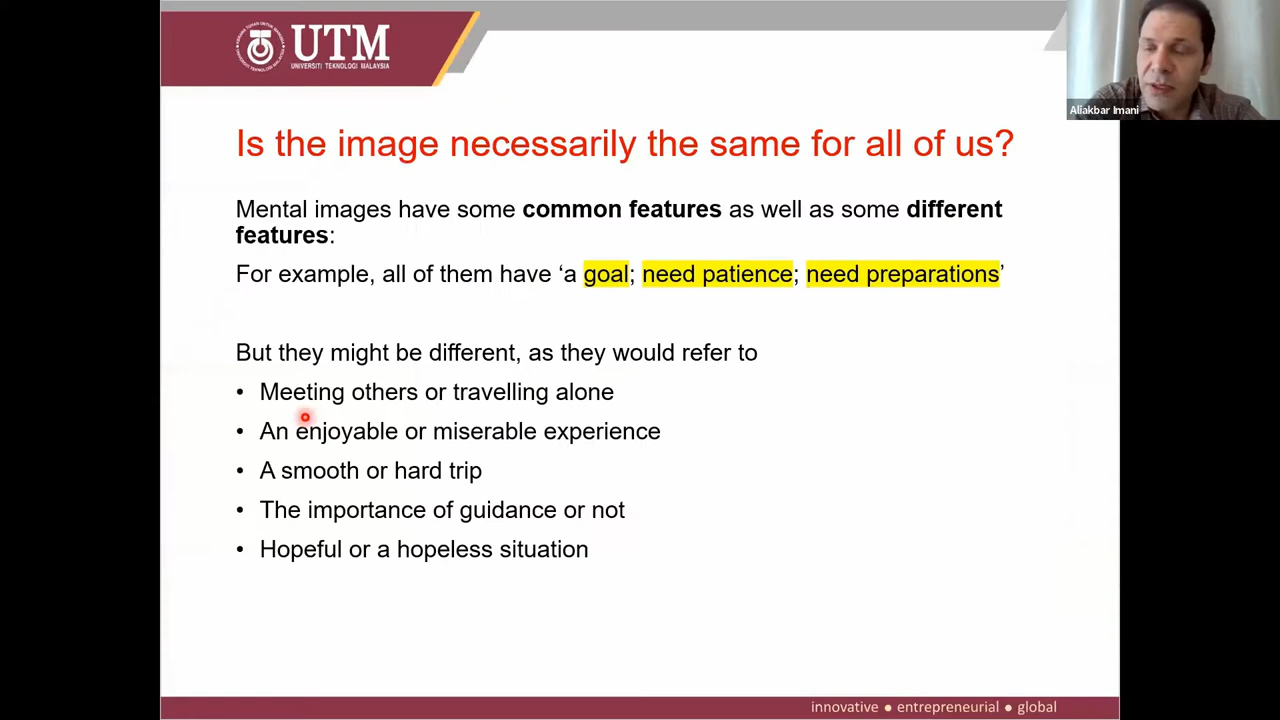 UTM
UNIVERSITI TEKNOLOGI MALAYSIA
Aliakbar Imani
Is the image necessarily the same for all of us?
Mental images have some common features as well as some different
features:
For example, all of them have ‘a goal; need patience; need preparations’
But they might be different, as they would refer to
• Meeting others or travelling alone
• An enjoyable or miserable experience
• A smooth or hard trip
• The importance of guidance or not
• Hopeful or a hopeless situation
innovative ● entrepreneurial ● global